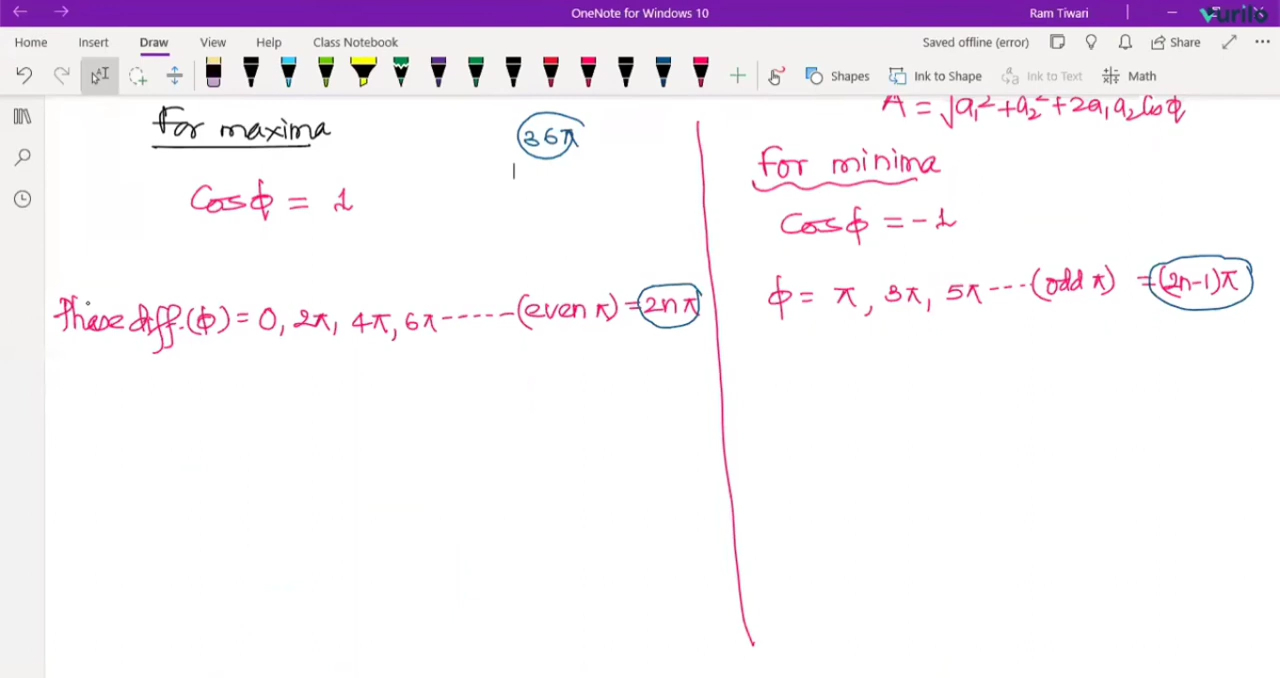 OneNote for Windows 10
Ram Tiwari
Vurilo
Home Insert Draw View Help Class Notebook
Saved offline (error) Share
Shapes Ink to Shape Ink to Text Math
For maxima
36π
Cosϕ = 1
Phase diff.(ϕ) = 0, 2π, 4π, 6π-----(even π) = 2nπ
A = √a₁²+a₂²+2a₁a₂Cosϕ
for minima
Cosϕ = -1
ϕ = π, 3π, 5π---(odd π) = (2n-1)π